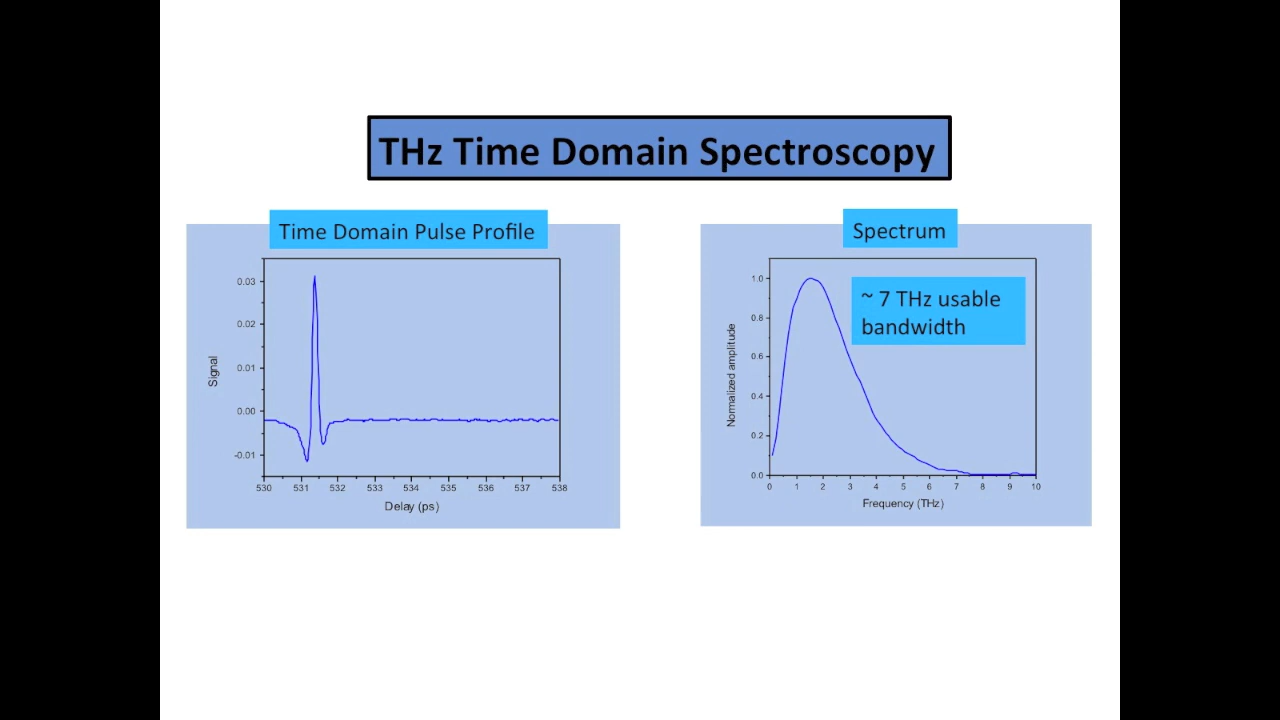 THz Time Domain Spectroscopy
Time Domain Pulse Profile
0.03
0.02
0.01
0.00
-0.01
Signal
530 531 532 533 534 535 536 537 538
Delay (ps)
Spectrum
~ 7 THz usable
bandwidth
1.0
0.8
0.6
0.4
0.2
0.0
Normalized amplitude
0 1 2 3 4 5 6 7 8 9 10
Frequency (THz)